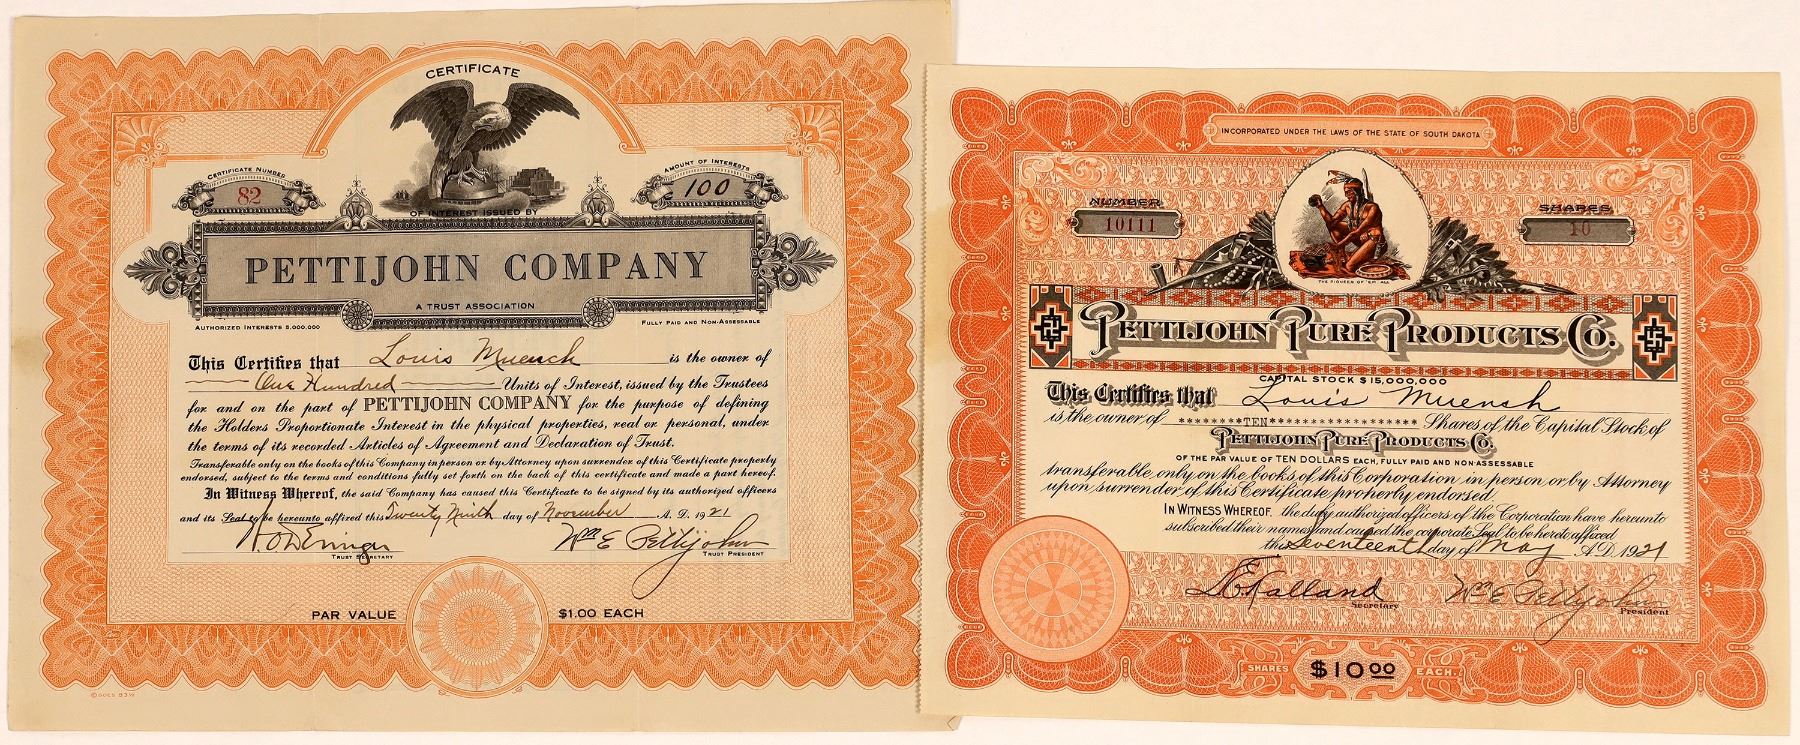 CERTIFICATE
CERTIFICATE NUMBER
82
AMOUNT OF INTERESTS
100
OF INTEREST ISSUED BY
PETTIJOHN COMPANY
A TRUST ASSOCIATION
AUTHORIZED INTERESTS 5,000,000
FULLY PAID AND NON-ASSESSABLE
This Certifies that Louis Muench is the owner of
One Hundred Units of Interest, issued by the Trustees
for and on the part of PETTIJOHN COMPANY for the purpose of defining
the Holders Proportionate Interest in the physical properties, real or personal, under
the terms of its recorded Articles of Agreement and Declaration of Trust.
Transferable only on the books of this Company in person or by Attorney upon surrender of this Certificate property
endorsed, subject to the terms and conditions fully set forth on the back of this certificate and made a part hereof.
In Witness Whereof, the said Company has caused this Certificate to be signed by its authorized officers
and its Seal to be hereunto affixed this Twenty Ninth day of November A. D. 1921
Wm E Pettijohn
TRUST SECRETARY
TRUST PRESIDENT
PAR VALUE $1.00 EACH
©GOES 83½
INCORPORATED UNDER THE LAWS OF THE STATE OF SOUTH DAKOTA
NUMBER
10111
SHARES
10
THE PIONEER OF 'EM ALL
PETTIJOHN PURE PRODUCTS CO.
CAPITAL STOCK $15,000,000
This Certifies that Louis Muensh
is the owner of ********TEN****************** Shares of the Capital Stock of
PETTIJOHN PURE PRODUCTS CO.
OF THE PAR VALUE OF TEN DOLLARS EACH, FULLY PAID AND NON-ASSESSABLE
transferable only on the books of this Corporation in person or by Attorney
upon surrender of this Certificate properly endorsed.
IN WITNESS WHEREOF, the duly authorized officers of the Corporation have hereunto
subscribed their names and caused the corporate Seal to be hereto affixed
this seventeenth day of May A.D. 1921
Wm E Pettijohn
Secretary
President
SHARES $10.00 EACH